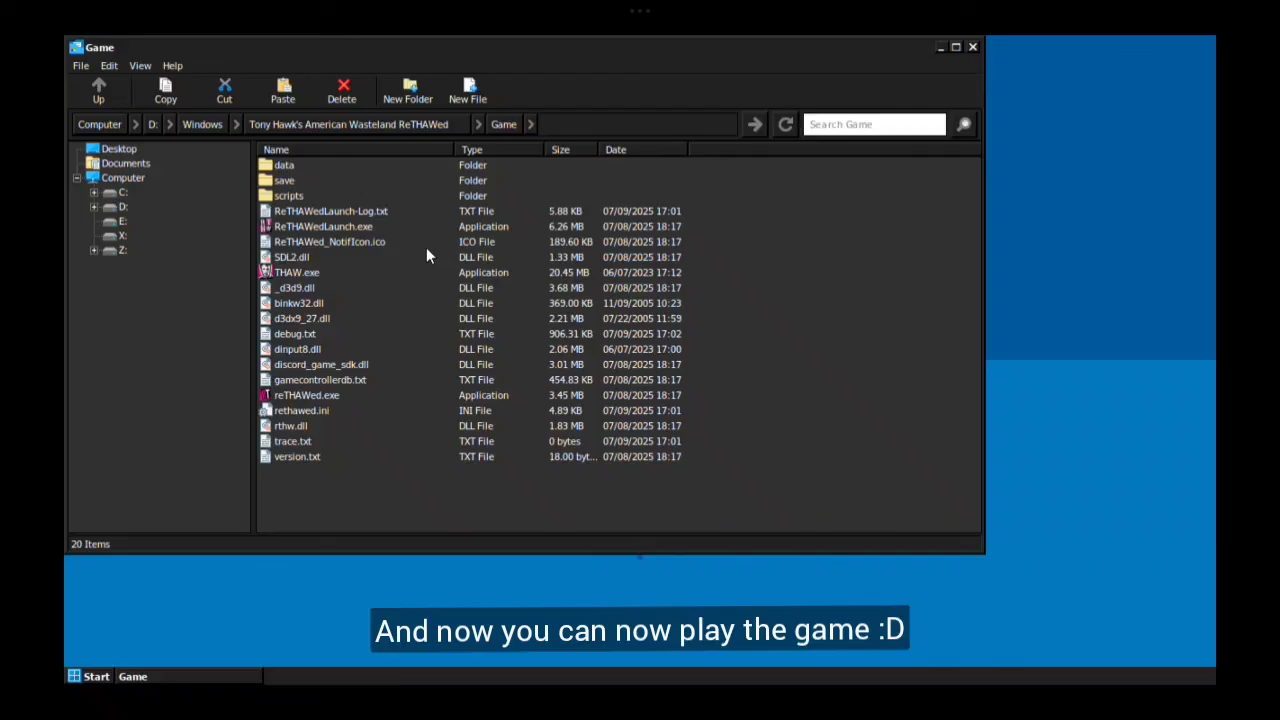 Game
File Edit View Help
Up Copy Cut Paste Delete New Folder New File
Computer D: Windows Tony Hawk's American Wasteland ReTHAWed Game Search Game
Desktop
Documents
Computer
C:
D:
E:
X:
Z:
Name Type Size Date
data Folder
save Folder
scripts Folder
ReTHAWedLaunch-Log.txt TXT File 5.88 KB 07/09/2025 17:01
ReTHAWedLaunch.exe Application 6.26 MB 07/08/2025 18:17
ReTHAWed_NotifIcon.ico ICO File 189.60 KB 07/08/2025 18:17
SDL2.dll DLL File 1.33 MB 07/08/2025 18:17
THAW.exe Application 20.45 MB 06/07/2023 17:12
_d3d9.dll DLL File 3.68 MB 07/08/2025 18:17
binkw32.dll DLL File 369.00 KB 11/09/2005 10:23
d3dx9_27.dll DLL File 2.21 MB 07/22/2005 11:59
debug.txt TXT File 906.31 KB 07/09/2025 17:02
dinput8.dll DLL File 2.06 MB 06/07/2023 17:00
discord_game_sdk.dll DLL File 3.01 MB 07/08/2025 18:17
gamecontrollerdb.txt TXT File 454.83 KB 07/08/2025 18:17
reTHAWed.exe Application 3.45 MB 07/08/2025 18:17
rethawed.ini INI File 4.89 KB 07/09/2025 17:01
rthw.dll DLL File 1.83 MB 07/08/2025 18:17
trace.txt TXT File 0 bytes 07/09/2025 17:01
version.txt TXT File 18.00 byt... 07/08/2025 18:17
20 Items
And now you can now play the game :D
Start Game